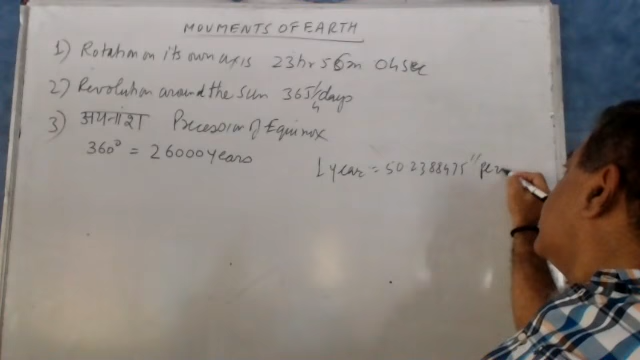 MOVMENTS OF EARTH
1) Rotation on its own axis 23hr 56m 04sec
2) Revolution around the sun 365 1/4 days
3) अयनांश Precession of Equinox
360° = 26000 years
1 year = 50.2388475" per